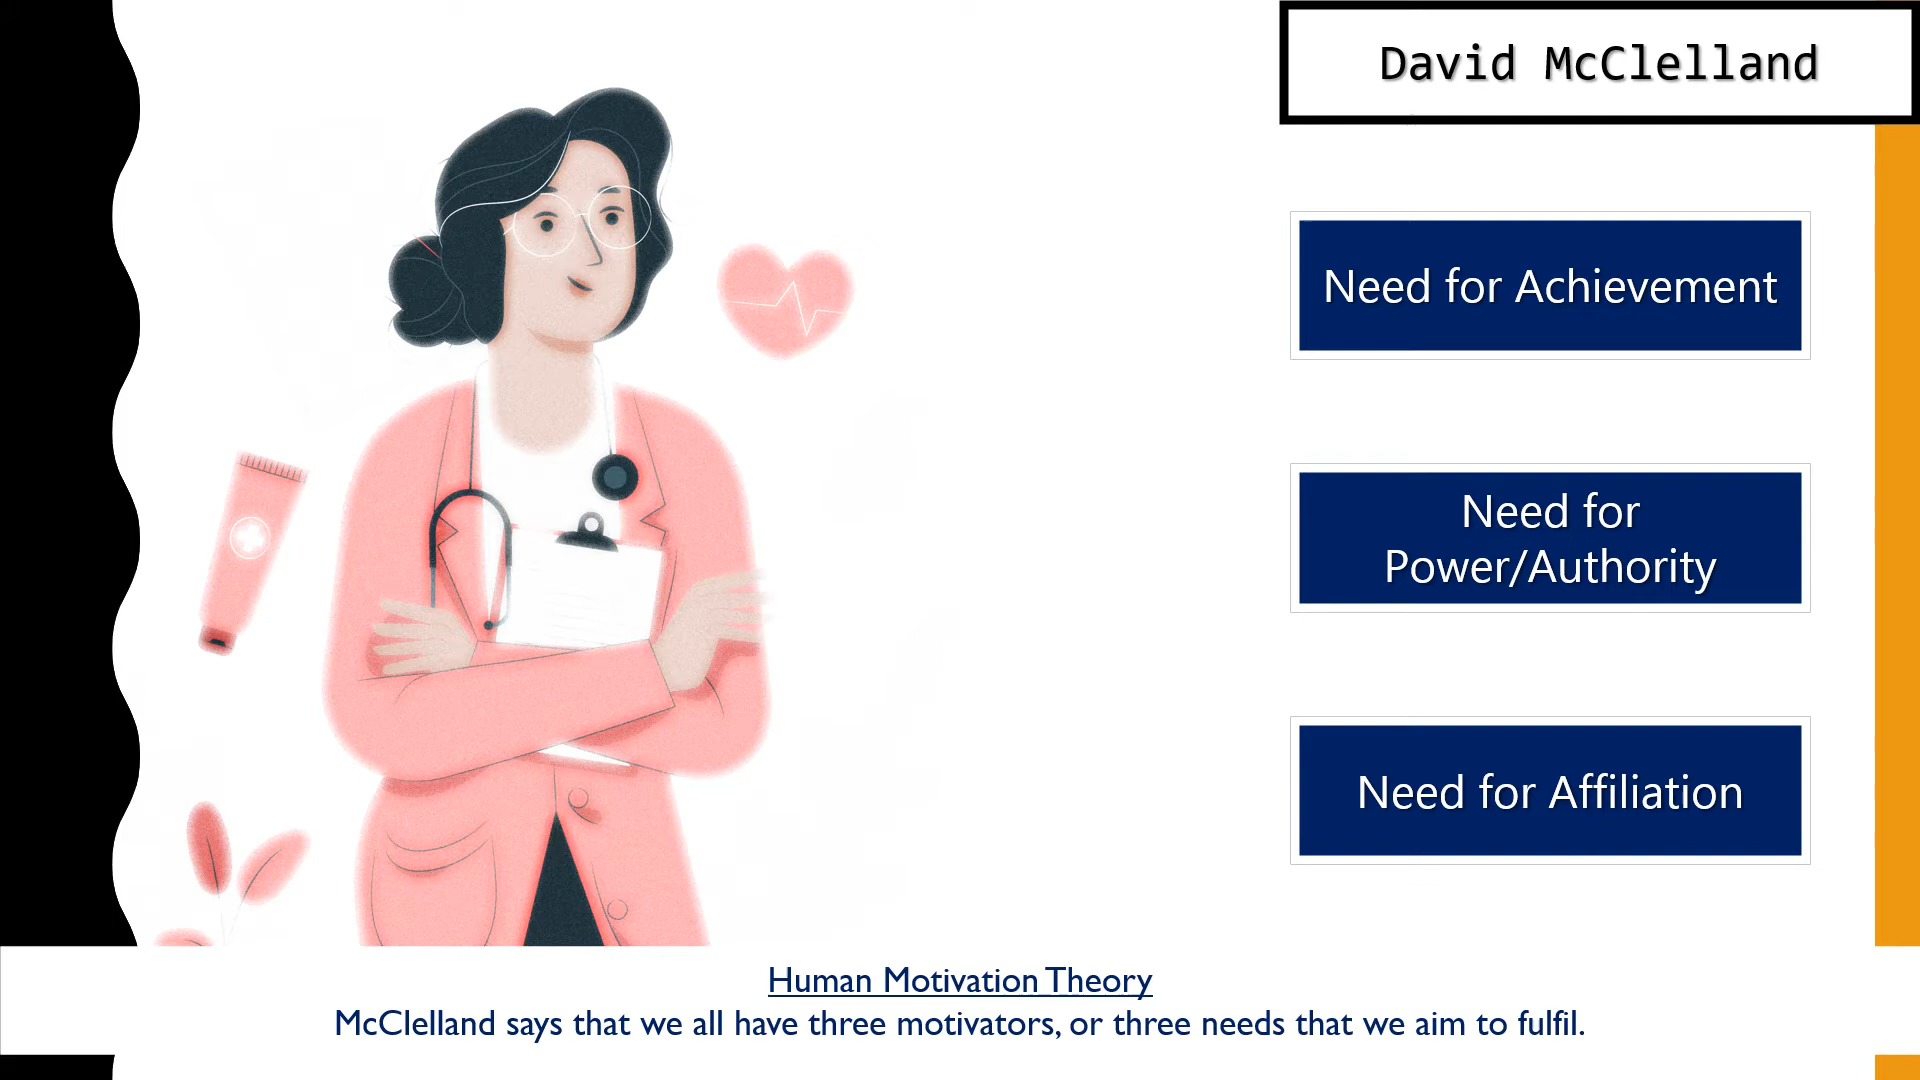 David McClelland
Need for Achievement
Need for
Power/Authority
Need for Affiliation
Human Motivation Theory
McClelland says that we all have three motivators, or three needs that we aim to fulfil.